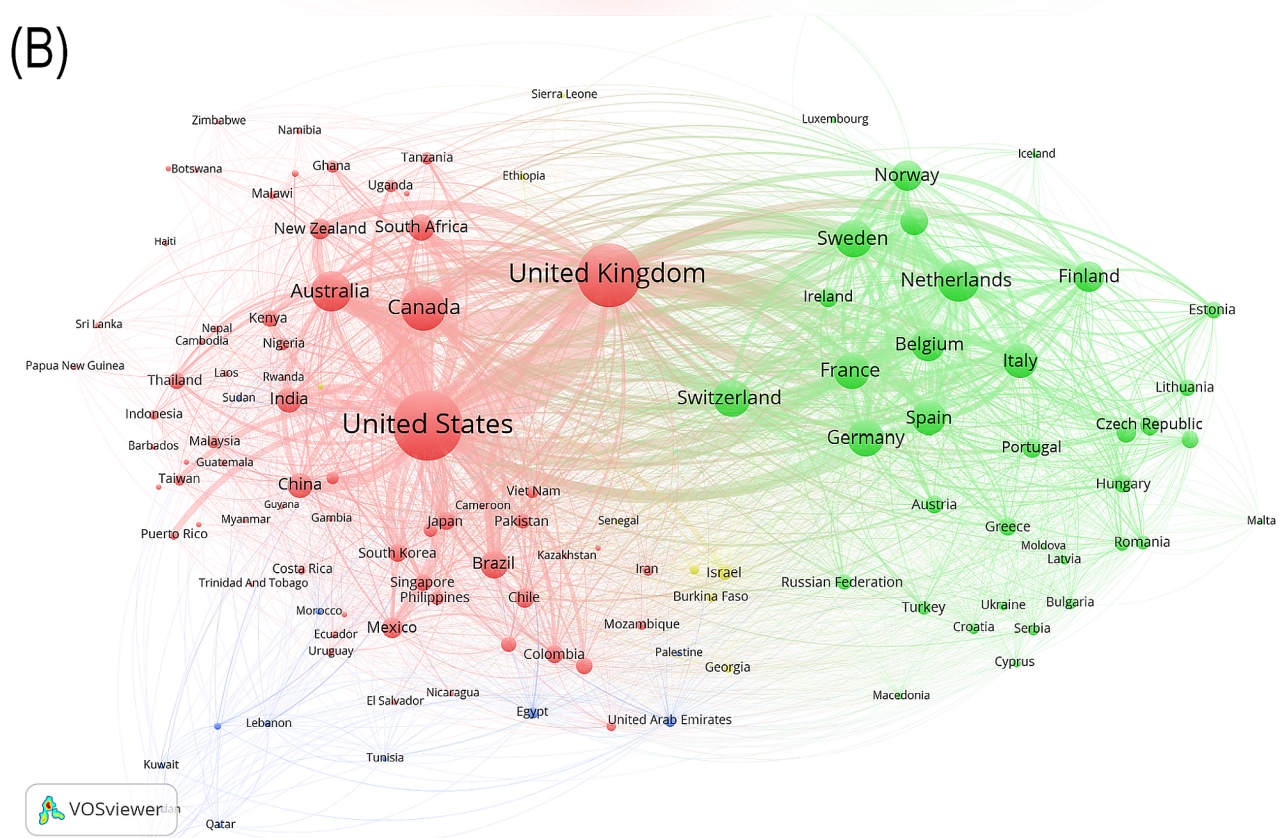 (B)
Sierra Leone
Luxembourg
Zimbabwe
Namibia
Iceland
Tanzania
Ghana
Botswana
Norway
Ethiopia
Uganda
Malawi
New Zealand
South Africa
Sweden
Haiti
United Kingdom
Netherlands
Finland
Australia
Ireland
Canada
Estonia
Kenya
Sri Lanka
Nepal
Cambodia
Nigeria
Belgium
Italy
Papua New Guinea
Laos
Rwanda
France
Thailand
Lithuania
Sudan
India
Switzerland
Indonesia
Spain
United States
Czech Republic
Germany
Barbados
Malaysia
Portugal
Guatemala
Taiwan
China
Hungary
Viet Nam
Guyana
Cameroon
Austria
Myanmar
Gambia
Japan
Pakistan
Senegal
Malta
Greece
Puerto Rico
Romania
Moldova
South Korea
Kazakhstan
Latvia
Brazil
Costa Rica
Iran
Israel
Trinidad And Tobago
Singapore
Russian Federation
Philippines
Chile
Burkina Faso
Bulgaria
Ukraine
Turkey
Morocco
Mozambique
Mexico
Croatia
Serbia
Ecuador
Uruguay
Colombia
Palestine
Cyprus
Georgia
Nicaragua
El Salvador
Macedonia
Egypt
United Arab Emirates
Lebanon
Tunisia
Kuwait
VOSviewer
Qatar